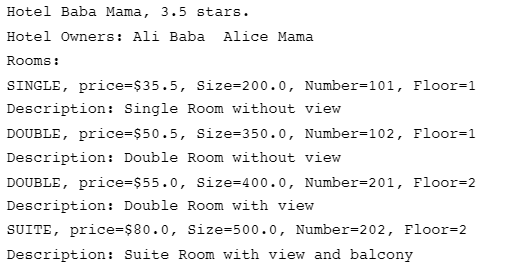 Hotel Baba Mama, 3.5 stars.
Hotel Owners: Ali Baba  Alice Mama
Rooms:
SINGLE, price=$35.5, Size=200.0, Number=101, Floor=1
Description: Single Room without view
DOUBLE, price=$50.5, Size=350.0, Number=102, Floor=1
Description: Double Room without view
DOUBLE, price=$55.0, Size=400.0, Number=201, Floor=2
Description: Double Room with view
SUITE, price=$80.0, Size=500.0, Number=202, Floor=2
Description: Suite Room with view and balcony